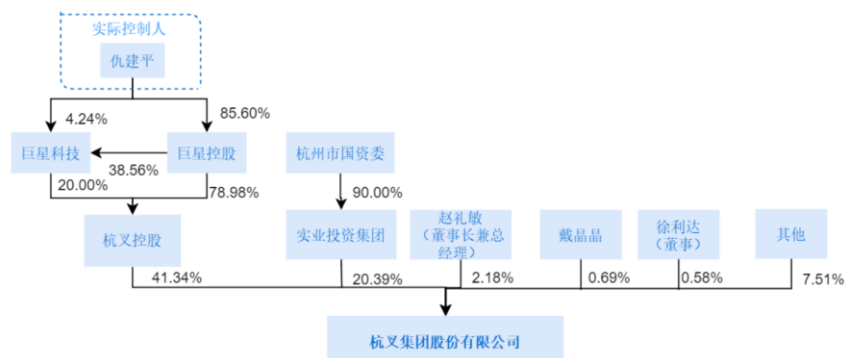 实际控制人
仇建平
4.24%
85.60%
巨星科技
巨星控股
杭州市国资委
38.56%
20.00%
78.98%
90.00%
杭叉控股
实业投资集团
赵礼敏
（董事长兼总
经理）
戴晶晶
徐利达
（董事）
其他
41.34%
20.39%
2.18%
0.69%
0.58%
7.51%
杭叉集团股份有限公司